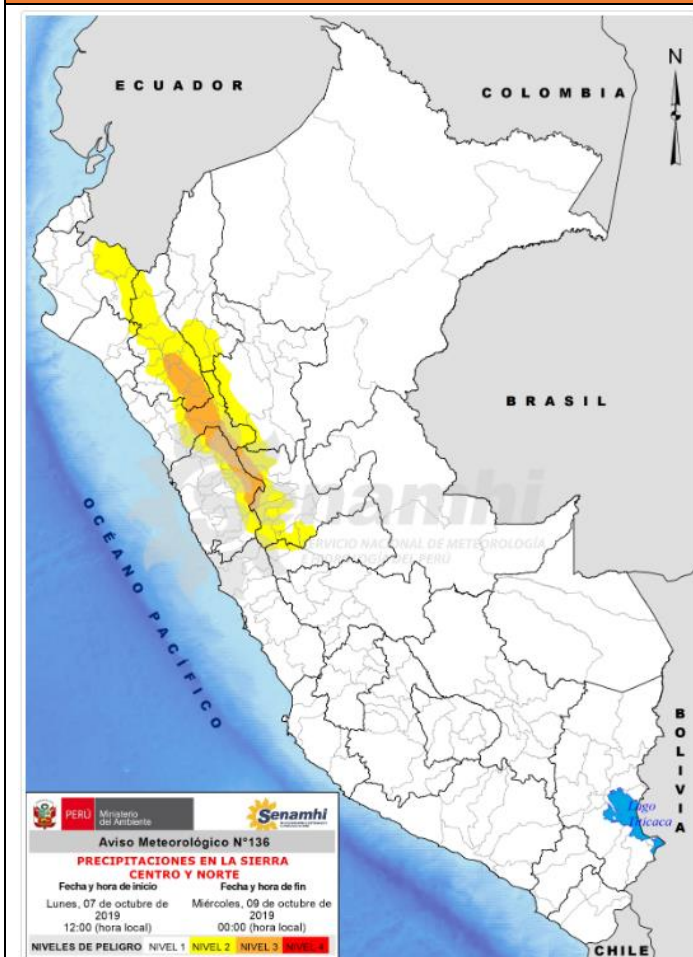 ECUADOR
COLOMBIA
N
BRASIL
Senamhi
SERVICIO NACIONAL DE METEOROLOGÍA
E HIDROLOGÍA DEL PERÚ
OCÉANO PACÍFICO
BOLIVIA
Lago
Titicaca
CHILE
PERÚ Ministerio
del Ambiente
Senamhi
Aviso Meteorológico N°136
PRECIPITACIONES EN LA SIERRA
CENTRO Y NORTE
Fecha y hora de inicio Fecha y hora de fin
Lunes, 07 de octubre de Miércoles, 09 de octubre de
2019 2019
12:00 (hora local) 00:00 (hora local)
NIVELES DE PELIGRO NIVEL 1 NIVEL 2 NIVEL 3 NIVEL 4